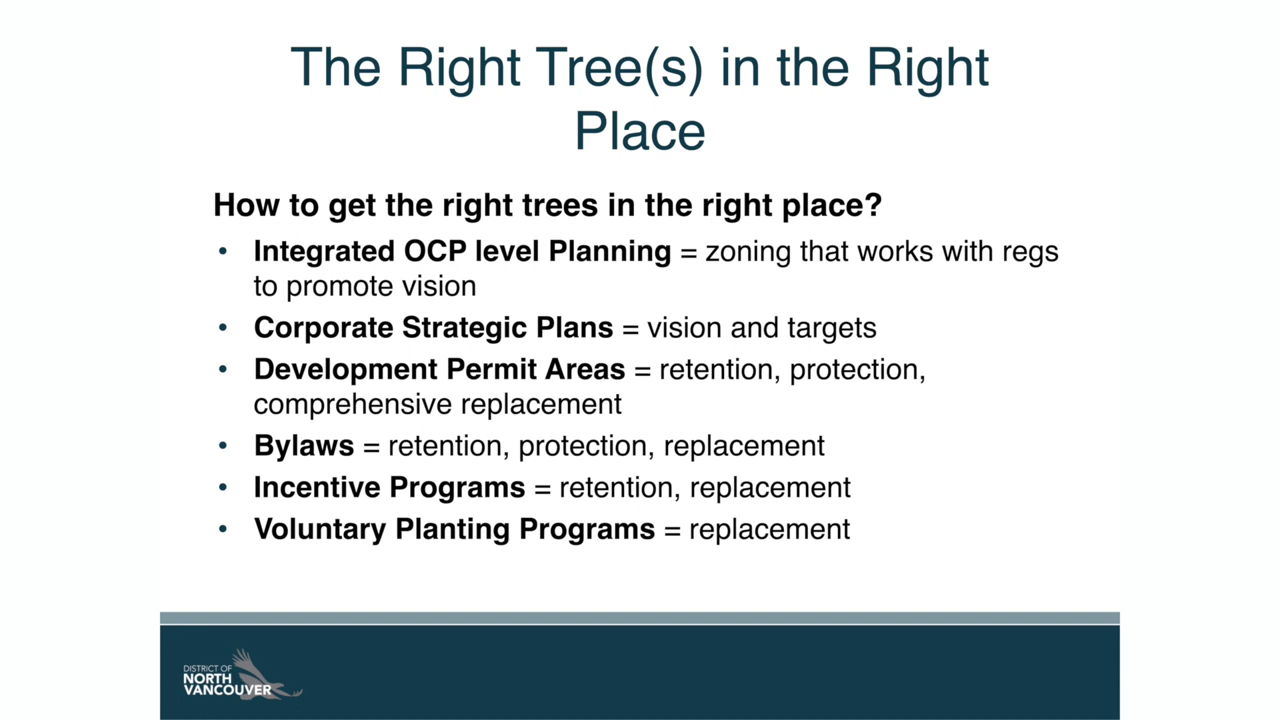 The Right Tree(s) in the Right
Place
How to get the right trees in the right place?
• Integrated OCP level Planning = zoning that works with regs
to promote vision
• Corporate Strategic Plans = vision and targets
• Development Permit Areas = retention, protection,
comprehensive replacement
• Bylaws = retention, protection, replacement
• Incentive Programs = retention, replacement
• Voluntary Planting Programs = replacement
DISTRICT OF
NORTH
VANCOUVER